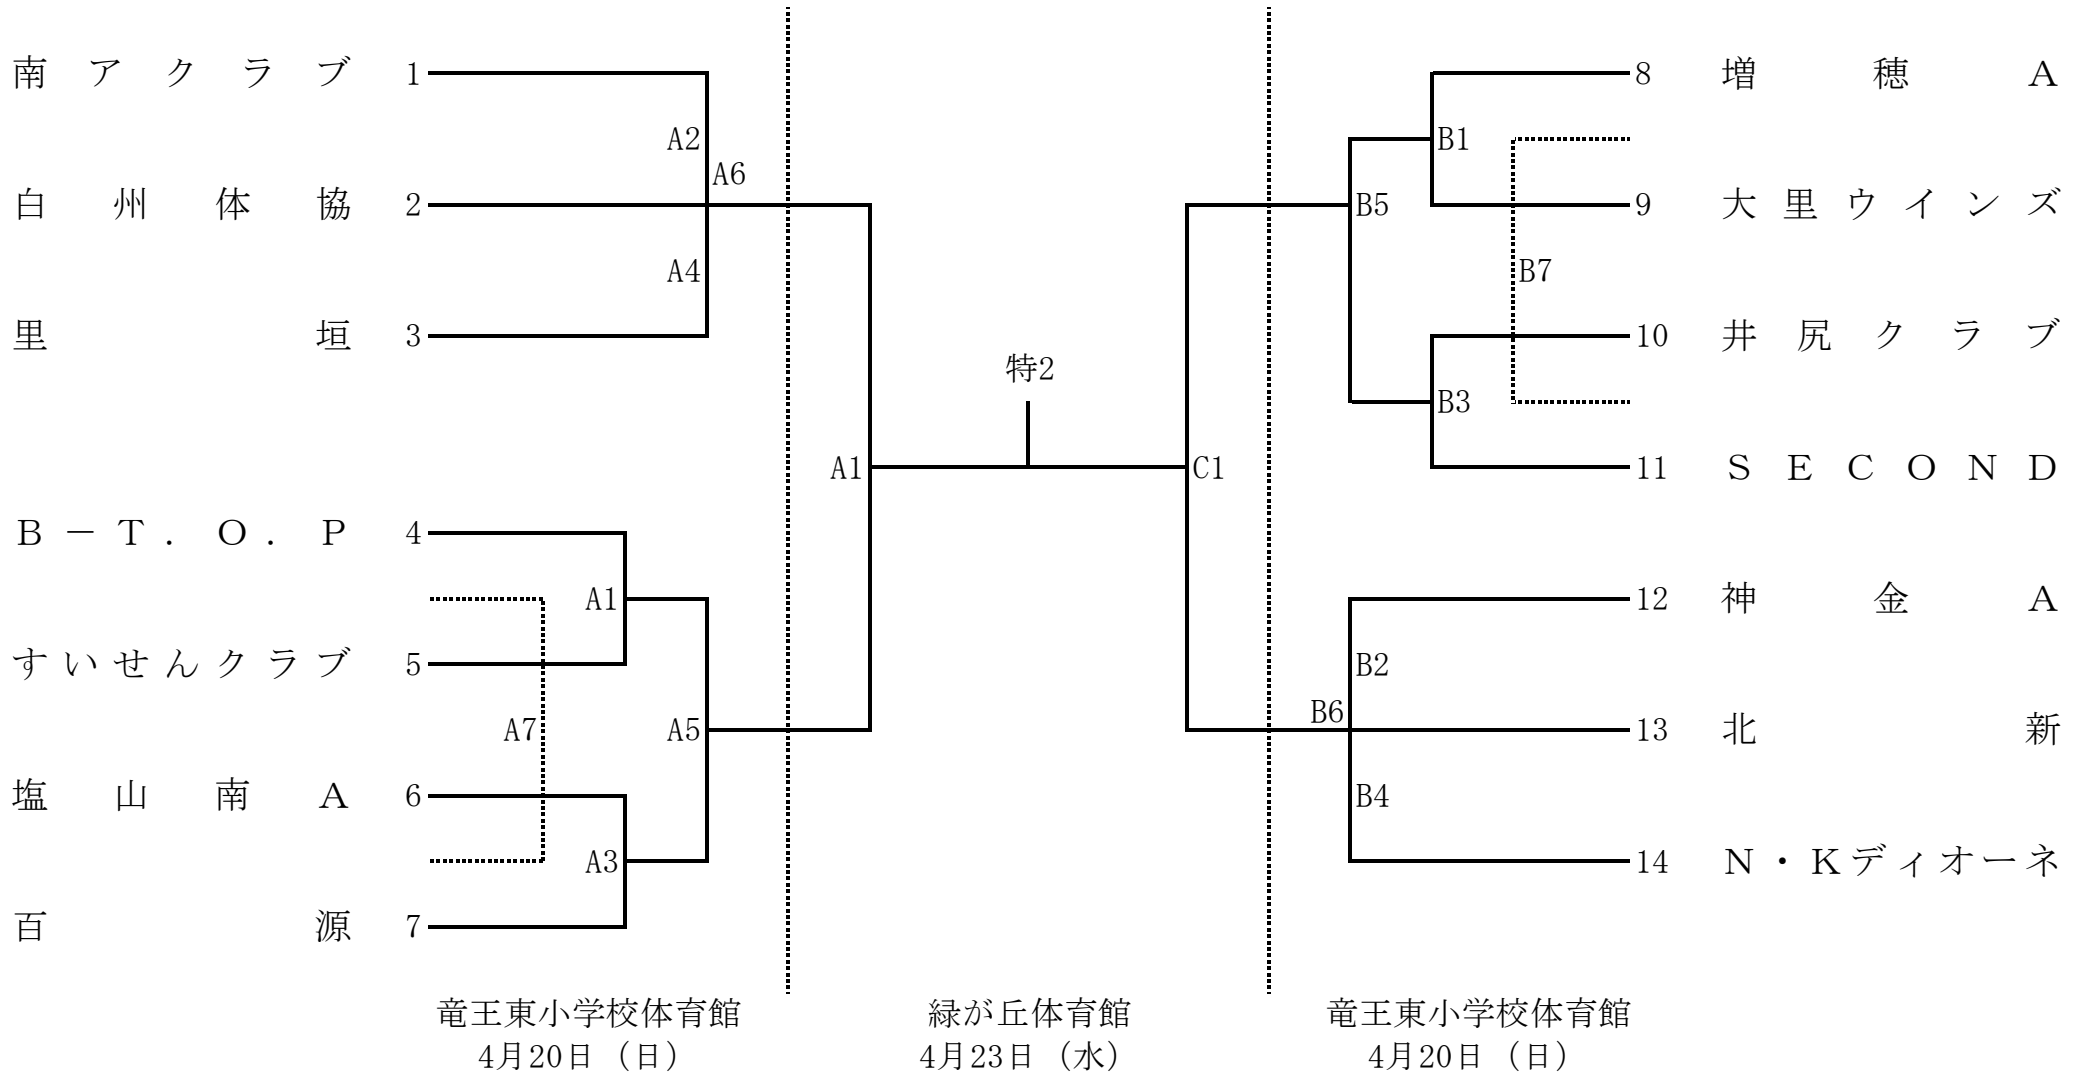 南アクラブ 1
8 増穂A
A2
B1
A6
白州体協 2
B5
9 大里ウインズ
A4
B7
里垣 3
10 井尻クラブ
特2
B3
A1
C1
11 ＳＥＣＯＮＤ
Ｂ－Ｔ．Ｏ．Ｐ 4
A1
12 神金Ａ
すいせんクラブ 5
B2
B6
A7
A5
13 北新
塩山南Ａ 6
B4
A3
14 Ｎ・Ｋディオーネ
百源 7
竜王東小学校体育館
4月20日（日）
緑が丘体育館
4月23日（水）
竜王東小学校体育館
4月20日（日）